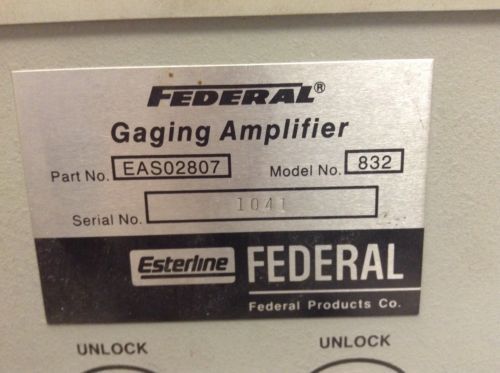 FEDERAL®
Gaging Amplifier
Part No. EAS02807 Model No. 832
Serial No. 1041
Esterline FEDERAL
Federal Products Co.
UNLOCK UNLOCK